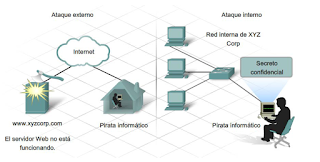 Ataque externo
Ataque interno
Red interna de XYZ
Corp
Internet
Secreto
confidencial
www.xyzcorp.com
Pirata informático
Pirata informático
El servidor Web no está
funcionando.